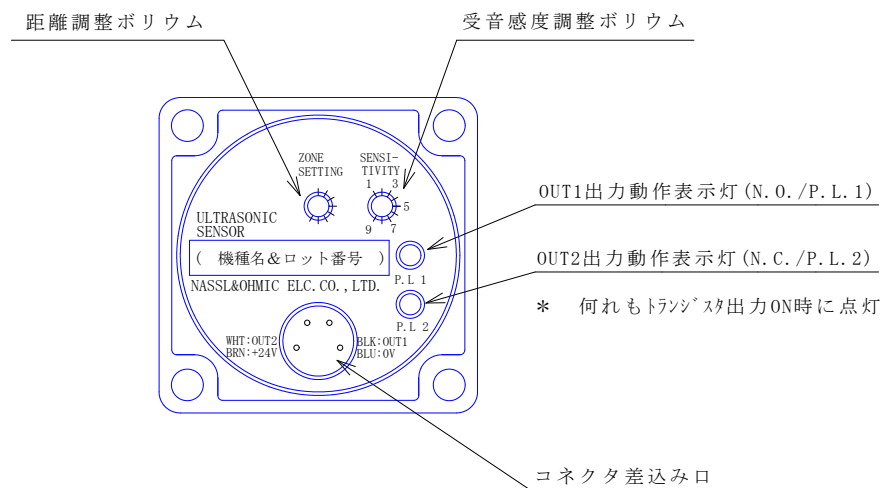 距離調整ボリウム
受音感度調整ボリウム
ZONE
SETTING
SENSI-
TIVITY
1 3
5
9 7
ULTRASONIC
SENSOR
( 機種名&ロット番号 )
NASSL&OHMIC ELC.CO.,LTD.
P.L 1
P.L 2
WHT:OUT2
BRN:+24V
BLK:OUT1
BLU:0V
OUT1出力動作表示灯(N.O./P.L.1)
OUT2出力動作表示灯(N.C./P.L.2)
* 何れもトランジスタ出力ON時に点灯
コネクタ差込み口